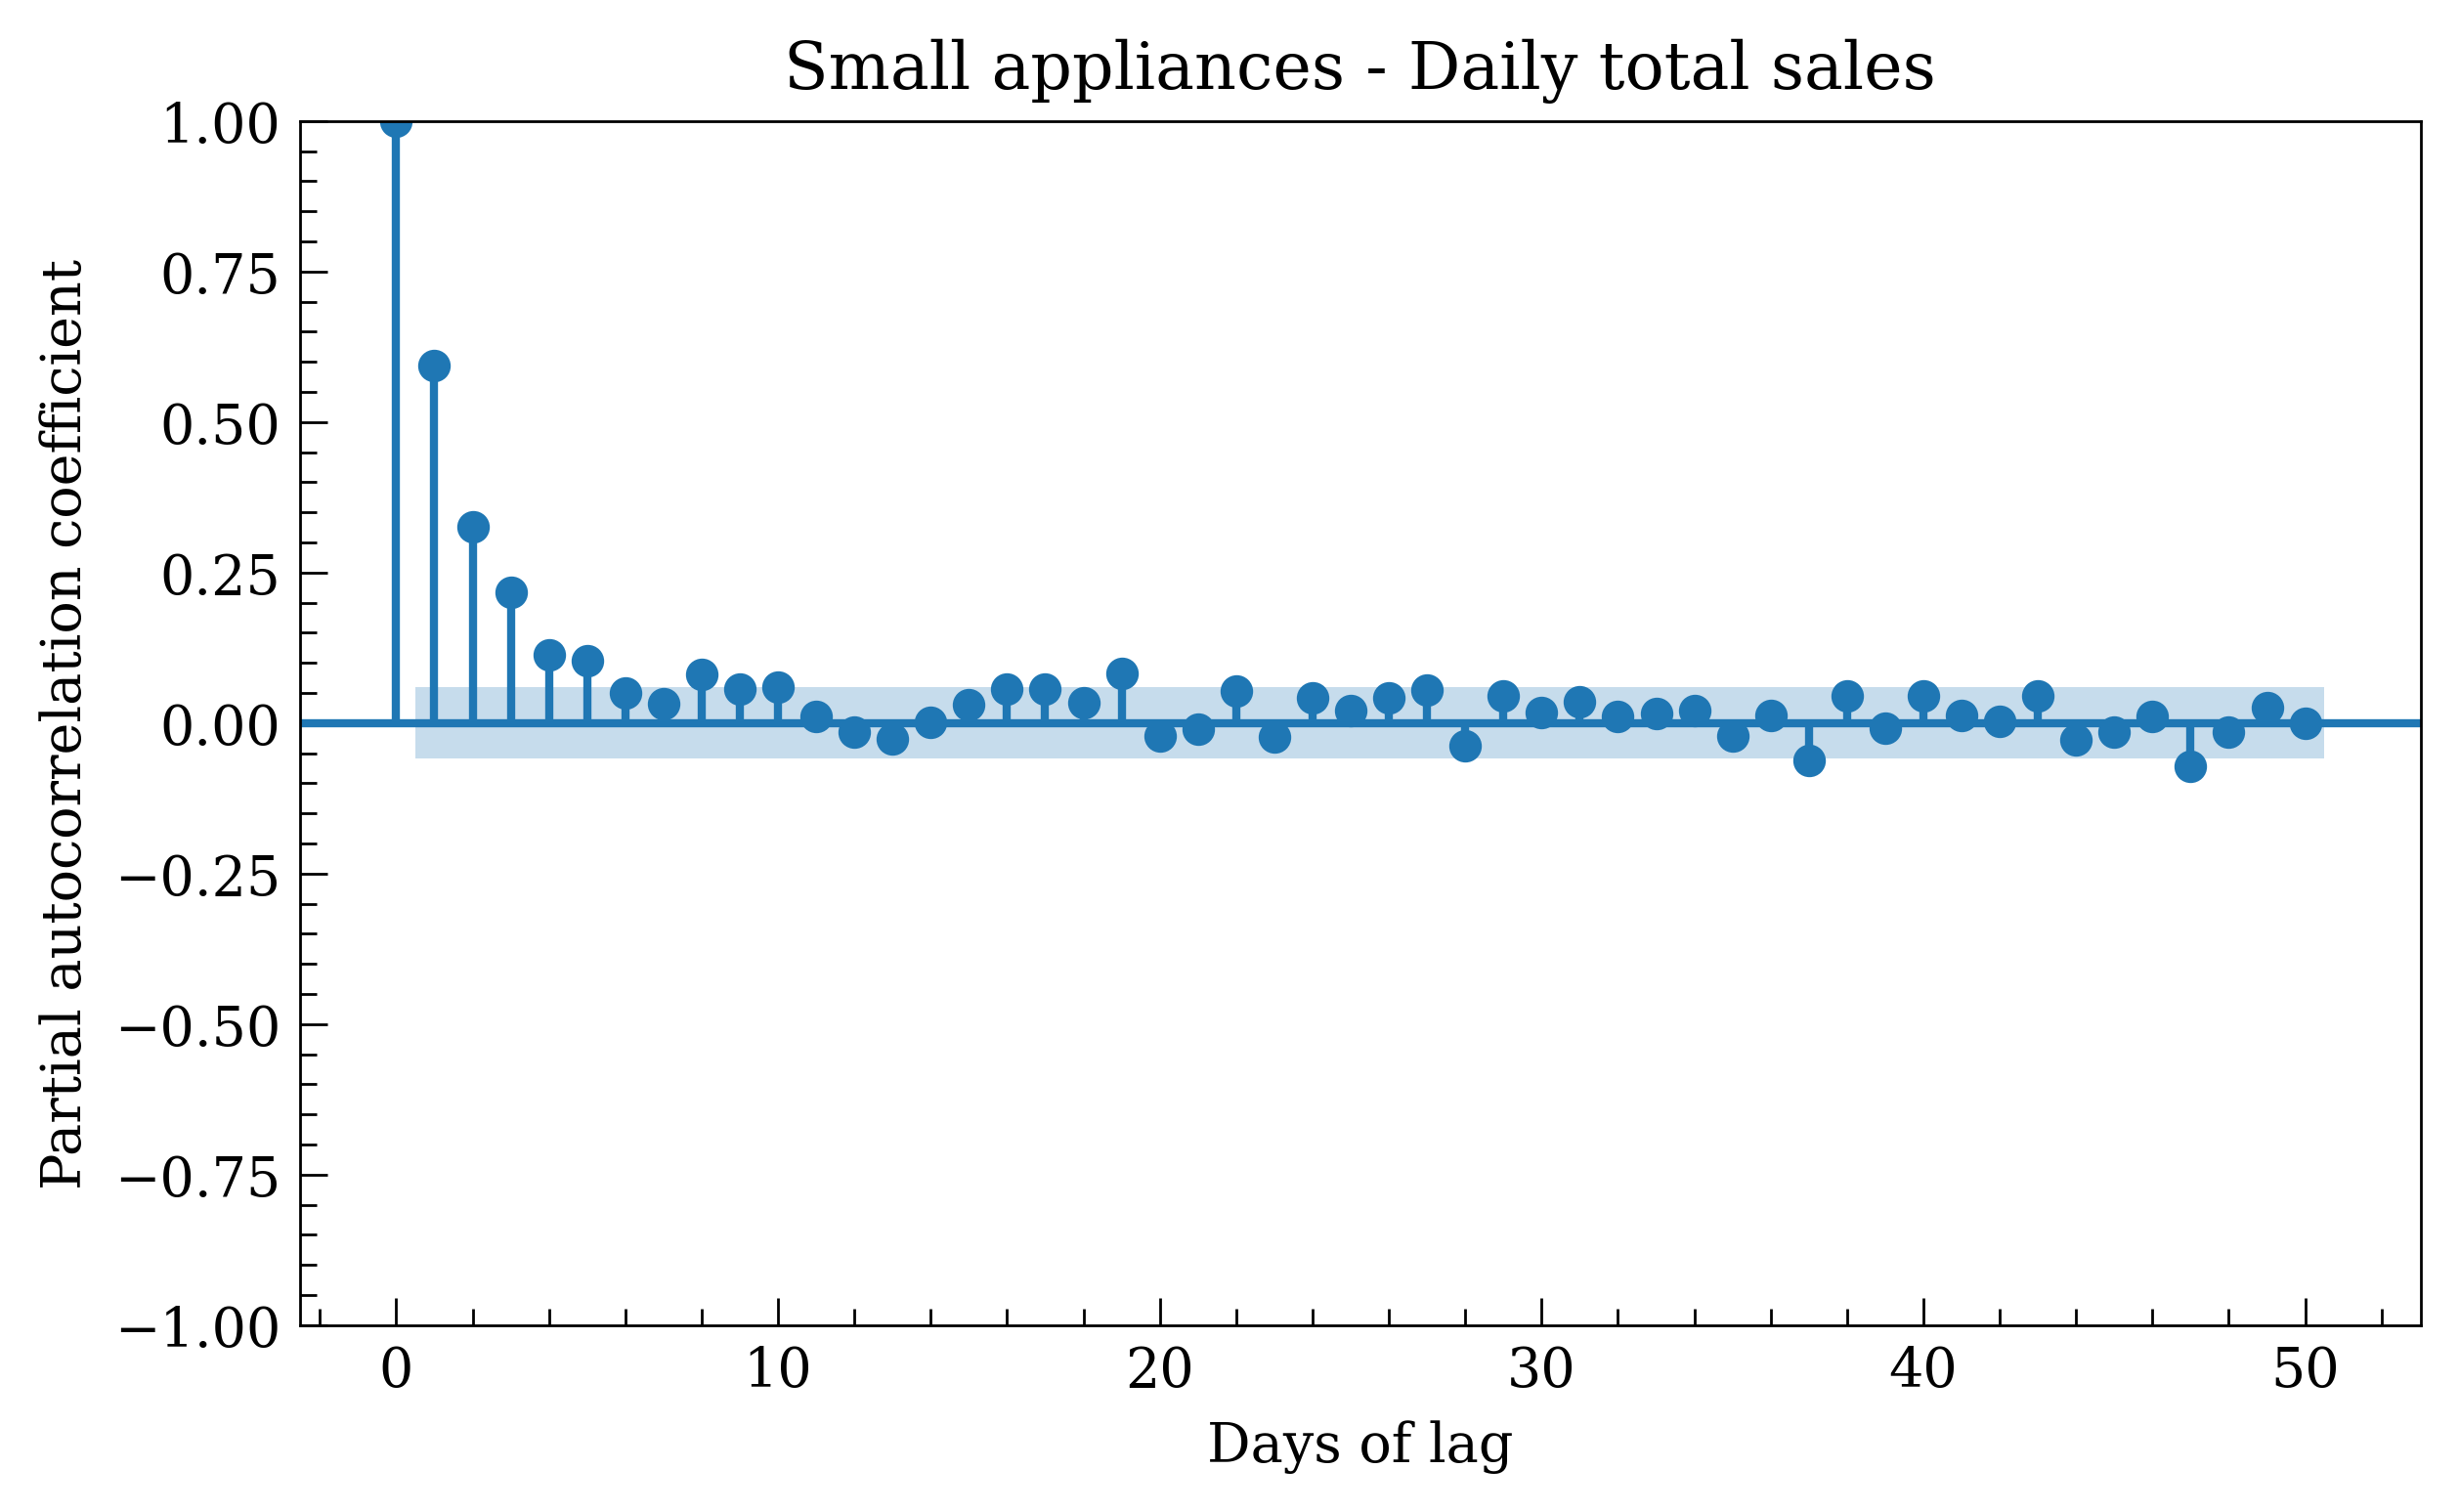 Small appliances - Daily total sales
Partial autocorrelation coefficient
1.00
0.75
0.50
0.25
0.00
−0.25
−0.50
−0.75
−1.00
0 10 20 30 40 50
Days of lag